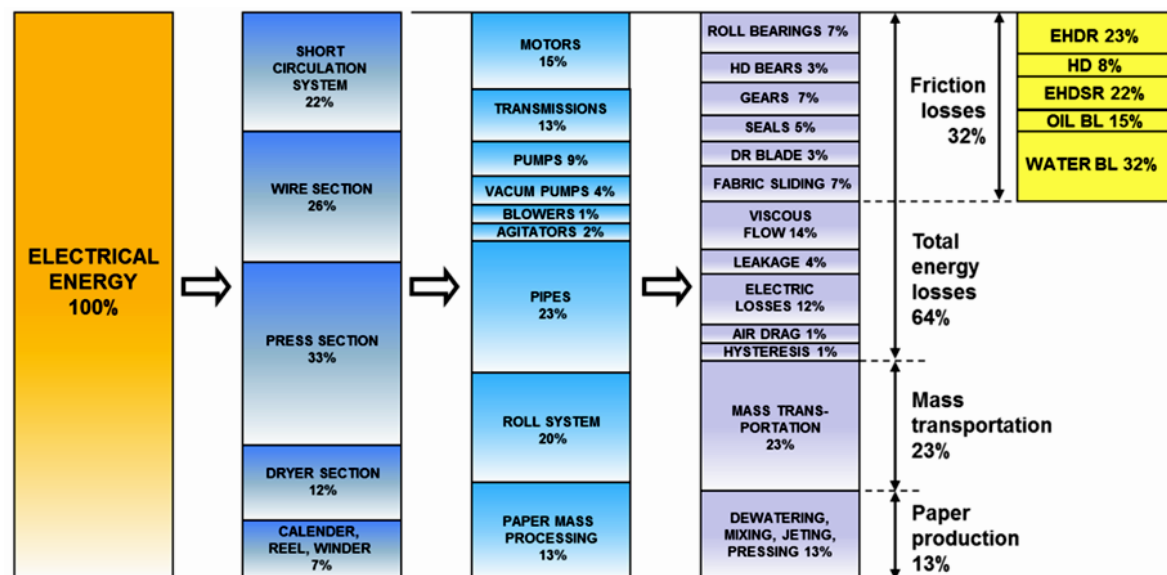 ELECTRICAL
ENERGY
100%
SHORT
CIRCULATION
SYSTEM
22%
WIRE SECTION
26%
PRESS SECTION
33%
DRYER SECTION
12%
CALENDER,
REEL, WINDER
7%
MOTORS
15%
TRANSMISSIONS
13%
PUMPS 9%
VACUM PUMPS 4%
BLOWERS 1%
AGITATORS 2%
PIPES
23%
ROLL SYSTEM
20%
PAPER MASS
PROCESSING
13%
ROLL BEARINGS 7%
HD BEARS 3%
GEARS 7%
SEALS 5%
DR BLADE 3%
FABRIC SLIDING 7%
VISCOUS
FLOW 14%
LEAKAGE 4%
ELECTRIC
LOSSES 12%
AIR DRAG 1%
HYSTERESIS 1%
MASS TRANS-
PORTATION
23%
DEWATERING,
MIXING, JETING,
PRESSING 13%
Friction
losses
32%
Total
energy
losses
64%
Mass
transportation
23%
Paper
production
13%
EHDR 23%
HD 8%
EHDSR 22%
OIL BL 15%
WATER BL 32%